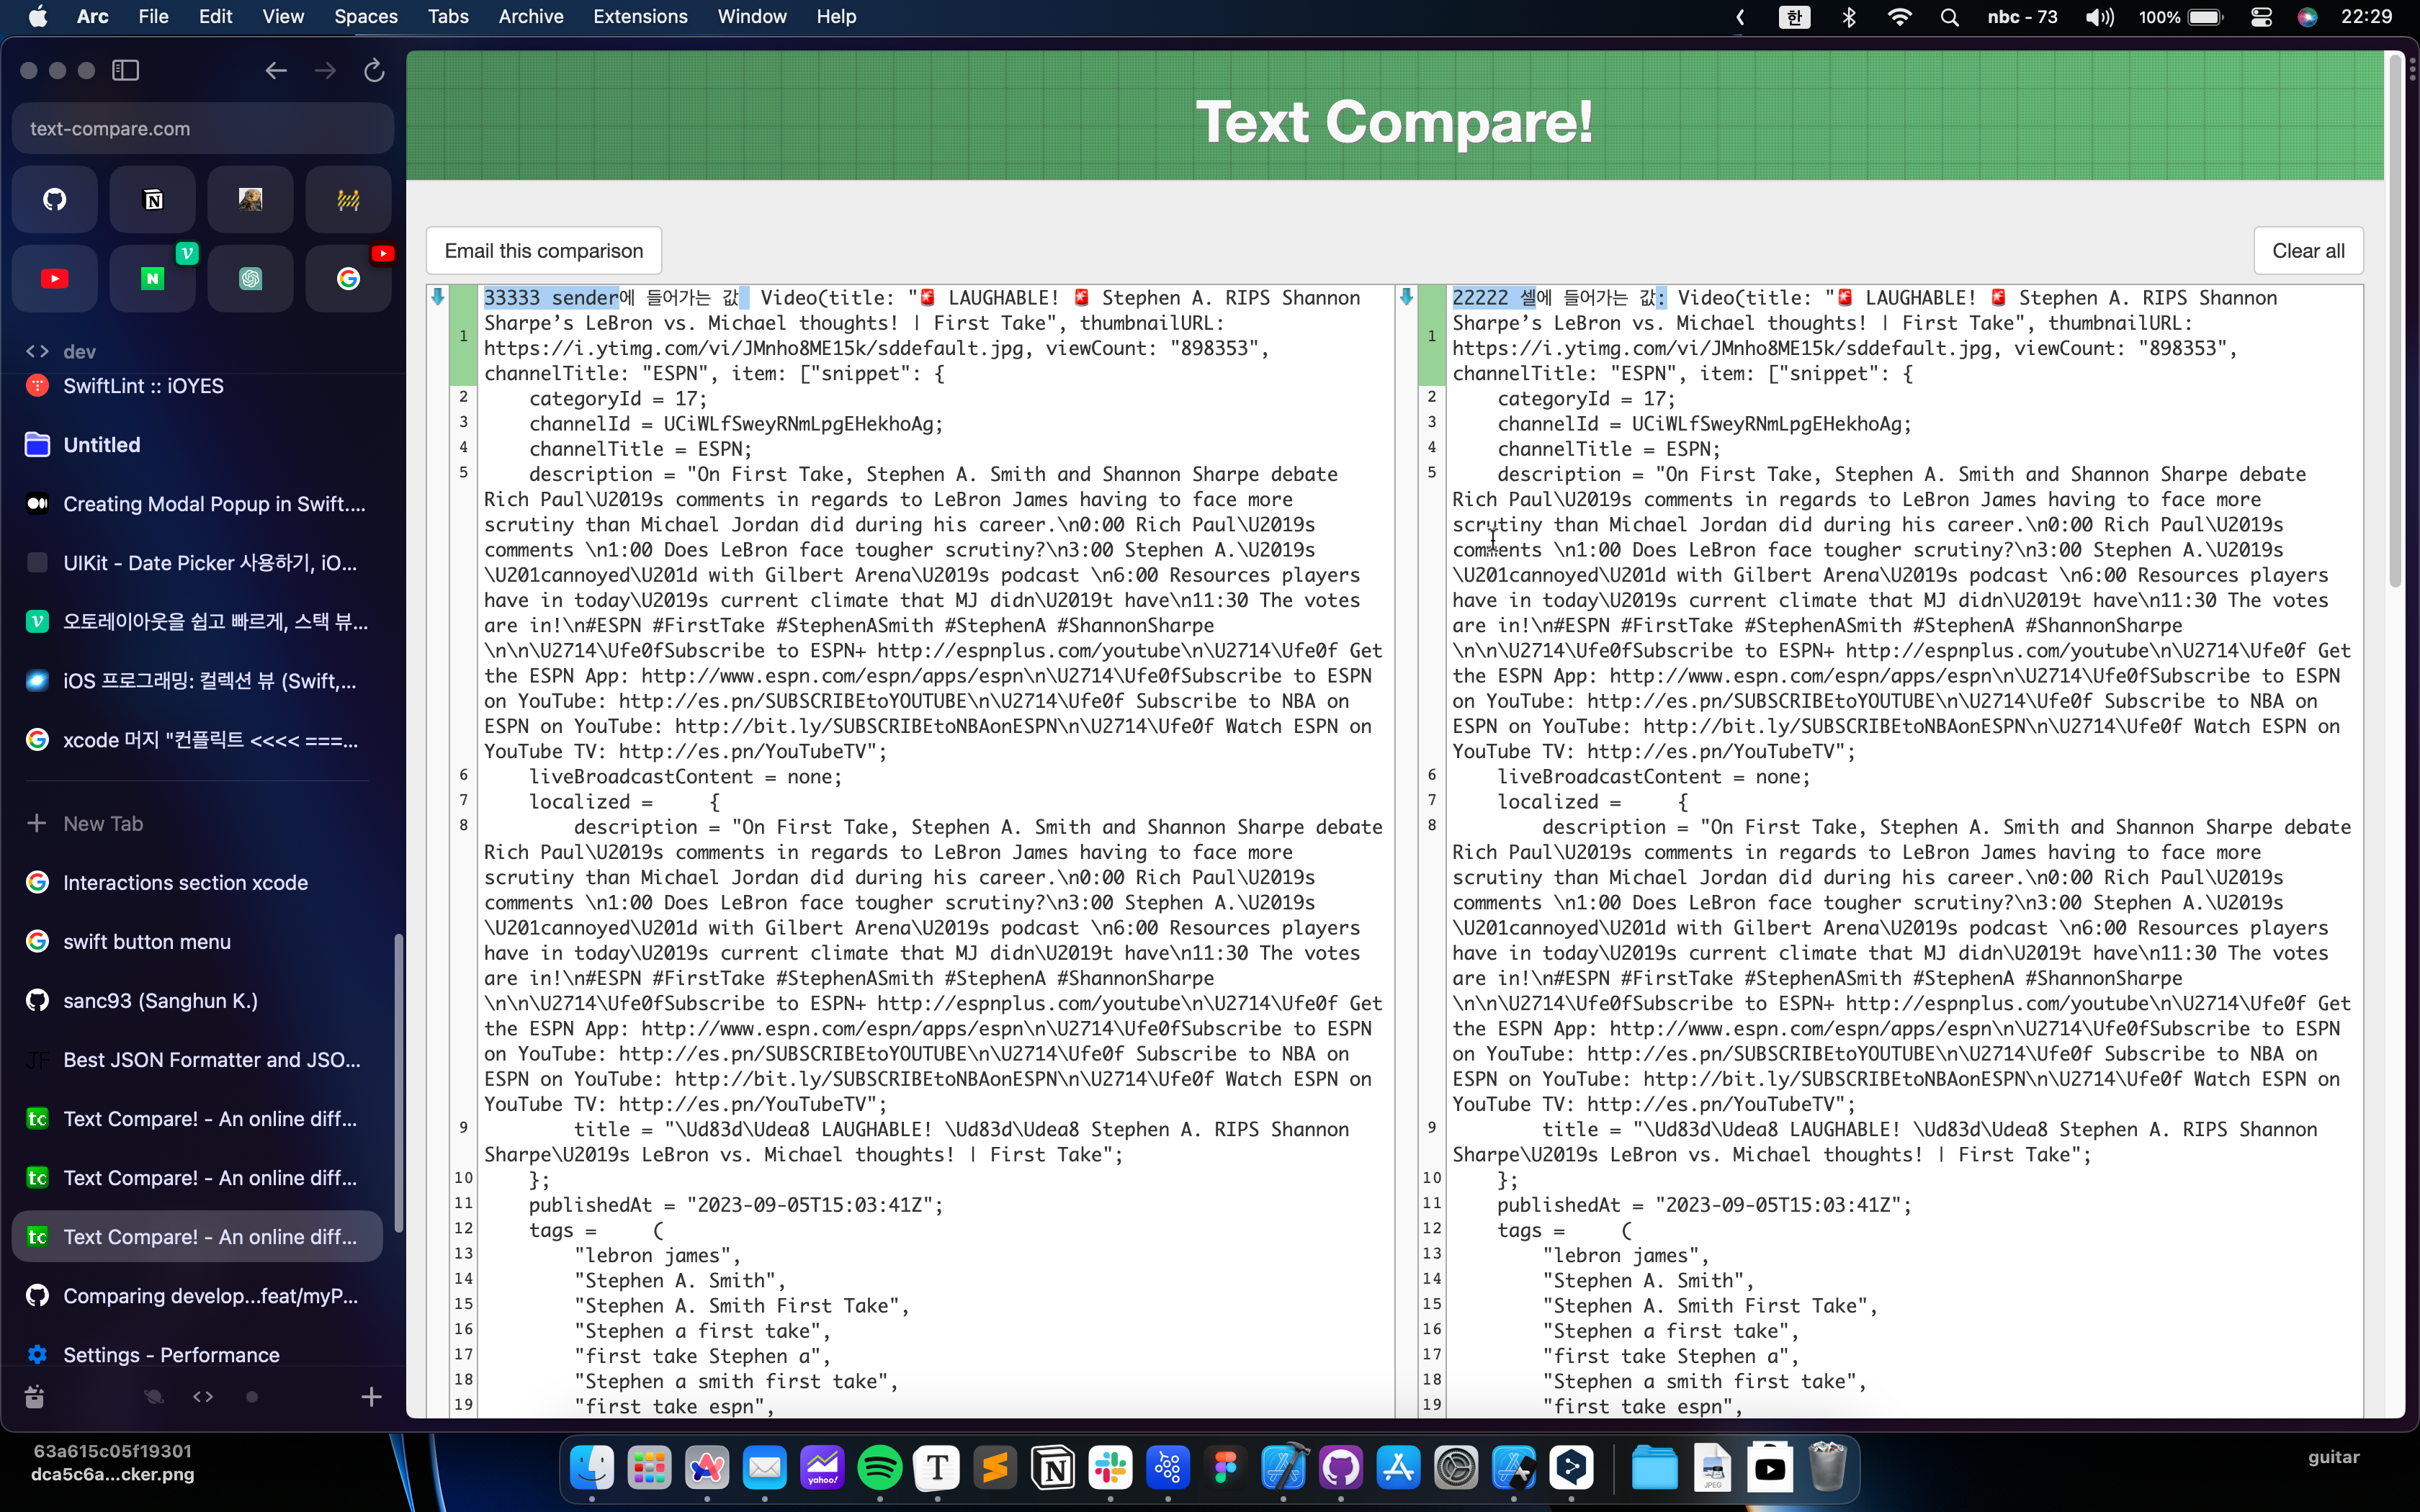 Arc File Edit View Spaces Tabs Archive Extensions Window Help
한 nbc - 73 100% 22:29
text-compare.com
dev
SwiftLint :: iOYES
Untitled
Creating Modal Popup in Swift....
UIKit - Date Picker 사용하기, iO...
오토레이아웃을 쉽고 빠르게, 스택 뷰...
iOS 프로그래밍: 컬렉션 뷰 (Swift,...
xcode 머지 "컨플릭트 <<<< ===...
New Tab
Interactions section xcode
swift button menu
sanc93 (Sanghun K.)
JF Best JSON Formatter and JSO...
tc Text Compare! - An online diff...
tc Text Compare! - An online diff...
tc Text Compare! - An online diff...
Comparing develop...feat/myP...
Settings - Performance
Text Compare!
Email this comparison
Clear all
33333 sender에 들어가는 값 Video(title: "🚨 LAUGHABLE! 🚨 Stephen A. RIPS Shannon
1 Sharpe’s LeBron vs. Michael thoughts! | First Take", thumbnailURL:
https://i.ytimg.com/vi/JMnho8ME15k/sddefault.jpg, viewCount: "898353",
channelTitle: "ESPN", item: ["snippet": {
2 categoryId = 17;
3 channelId = UCiWLfSweyRNmLpgEHekhoAg;
4 channelTitle = ESPN;
5 description = "On First Take, Stephen A. Smith and Shannon Sharpe debate
Rich Paul\U2019s comments in regards to LeBron James having to face more
scrutiny than Michael Jordan did during his career.\n0:00 Rich Paul\U2019s
comments \n1:00 Does LeBron face tougher scrutiny?\n3:00 Stephen A.\U2019s
\U201cannoyed\U201d with Gilbert Arena\U2019s podcast \n6:00 Resources players
have in today\U2019s current climate that MJ didn\U2019t have\n11:30 The votes
are in!\n#ESPN #FirstTake #StephenASmith #StephenA #ShannonSharpe
\n\n\U2714\Ufe0fSubscribe to ESPN+ http://espnplus.com/youtube\n\U2714\Ufe0f Get
the ESPN App: http://www.espn.com/espn/apps/espn\n\U2714\Ufe0fSubscribe to ESPN
on YouTube: http://es.pn/SUBSCRIBEtoYOUTUBE\n\U2714\Ufe0f Subscribe to NBA on
ESPN on YouTube: http://bit.ly/SUBSCRIBEtoNBAonESPN\n\U2714\Ufe0f Watch ESPN on
YouTube TV: http://es.pn/YouTubeTV";
6 liveBroadcastContent = none;
7 localized = {
8 description = "On First Take, Stephen A. Smith and Shannon Sharpe debate
Rich Paul\U2019s comments in regards to LeBron James having to face more
scrutiny than Michael Jordan did during his career.\n0:00 Rich Paul\U2019s
comments \n1:00 Does LeBron face tougher scrutiny?\n3:00 Stephen A.\U2019s
\U201cannoyed\U201d with Gilbert Arena\U2019s podcast \n6:00 Resources players
have in today\U2019s current climate that MJ didn\U2019t have\n11:30 The votes
are in!\n#ESPN #FirstTake #StephenASmith #StephenA #ShannonSharpe
\n\n\U2714\Ufe0fSubscribe to ESPN+ http://espnplus.com/youtube\n\U2714\Ufe0f Get
the ESPN App: http://www.espn.com/espn/apps/espn\n\U2714\Ufe0fSubscribe to ESPN
on YouTube: http://es.pn/SUBSCRIBEtoYOUTUBE\n\U2714\Ufe0f Subscribe to NBA on
ESPN on YouTube: http://bit.ly/SUBSCRIBEtoNBAonESPN\n\U2714\Ufe0f Watch ESPN on
YouTube TV: http://es.pn/YouTubeTV";
9 title = "\Ud83d\Udea8 LAUGHABLE! \Ud83d\Udea8 Stephen A. RIPS Shannon
Sharpe\U2019s LeBron vs. Michael thoughts! | First Take";
10 };
11 publishedAt = "2023-09-05T15:03:41Z";
12 tags = (
13 "lebron james",
14 "Stephen A. Smith",
15 "Stephen A. Smith First Take",
16 "Stephen a first take",
17 "first take Stephen a",
18 "Stephen a smith first take",
19 "first take espn",
22222 셀에 들어가는 값: Video(title: "🚨 LAUGHABLE! 🚨 Stephen A. RIPS Shannon
1 Sharpe’s LeBron vs. Michael thoughts! | First Take", thumbnailURL:
https://i.ytimg.com/vi/JMnho8ME15k/sddefault.jpg, viewCount: "898353",
channelTitle: "ESPN", item: ["snippet": {
2 categoryId = 17;
3 channelId = UCiWLfSweyRNmLpgEHekhoAg;
4 channelTitle = ESPN;
5 description = "On First Take, Stephen A. Smith and Shannon Sharpe debate
Rich Paul\U2019s comments in regards to LeBron James having to face more
scrutiny than Michael Jordan did during his career.\n0:00 Rich Paul\U2019s
comments \n1:00 Does LeBron face tougher scrutiny?\n3:00 Stephen A.\U2019s
\U201cannoyed\U201d with Gilbert Arena\U2019s podcast \n6:00 Resources players
have in today\U2019s current climate that MJ didn\U2019t have\n11:30 The votes
are in!\n#ESPN #FirstTake #StephenASmith #StephenA #ShannonSharpe
\n\n\U2714\Ufe0fSubscribe to ESPN+ http://espnplus.com/youtube\n\U2714\Ufe0f Get
the ESPN App: http://www.espn.com/espn/apps/espn\n\U2714\Ufe0fSubscribe to ESPN
on YouTube: http://es.pn/SUBSCRIBEtoYOUTUBE\n\U2714\Ufe0f Subscribe to NBA on
ESPN on YouTube: http://bit.ly/SUBSCRIBEtoNBAonESPN\n\U2714\Ufe0f Watch ESPN on
YouTube TV: http://es.pn/YouTubeTV";
6 liveBroadcastContent = none;
7 localized = {
8 description = "On First Take, Stephen A. Smith and Shannon Sharpe debate
Rich Paul\U2019s comments in regards to LeBron James having to face more
scrutiny than Michael Jordan did during his career.\n0:00 Rich Paul\U2019s
comments \n1:00 Does LeBron face tougher scrutiny?\n3:00 Stephen A.\U2019s
\U201cannoyed\U201d with Gilbert Arena\U2019s podcast \n6:00 Resources players
have in today\U2019s current climate that MJ didn\U2019t have\n11:30 The votes
are in!\n#ESPN #FirstTake #StephenASmith #StephenA #ShannonSharpe
\n\n\U2714\Ufe0fSubscribe to ESPN+ http://espnplus.com/youtube\n\U2714\Ufe0f Get
the ESPN App: http://www.espn.com/espn/apps/espn\n\U2714\Ufe0fSubscribe to ESPN
on YouTube: http://es.pn/SUBSCRIBEtoYOUTUBE\n\U2714\Ufe0f Subscribe to NBA on
ESPN on YouTube: http://bit.ly/SUBSCRIBEtoNBAonESPN\n\U2714\Ufe0f Watch ESPN on
YouTube TV: http://es.pn/YouTubeTV";
9 title = "\Ud83d\Udea8 LAUGHABLE! \Ud83d\Udea8 Stephen A. RIPS Shannon
Sharpe\U2019s LeBron vs. Michael thoughts! | First Take";
10 };
11 publishedAt = "2023-09-05T15:03:41Z";
12 tags = (
13 "lebron james",
14 "Stephen A. Smith",
15 "Stephen A. Smith First Take",
16 "Stephen a first take",
17 "first take Stephen a",
18 "Stephen a smith first take",
19 "first take espn",
63a615c05f19301
dca5c6a...cker.png
yahoo!
JPEG
guitar